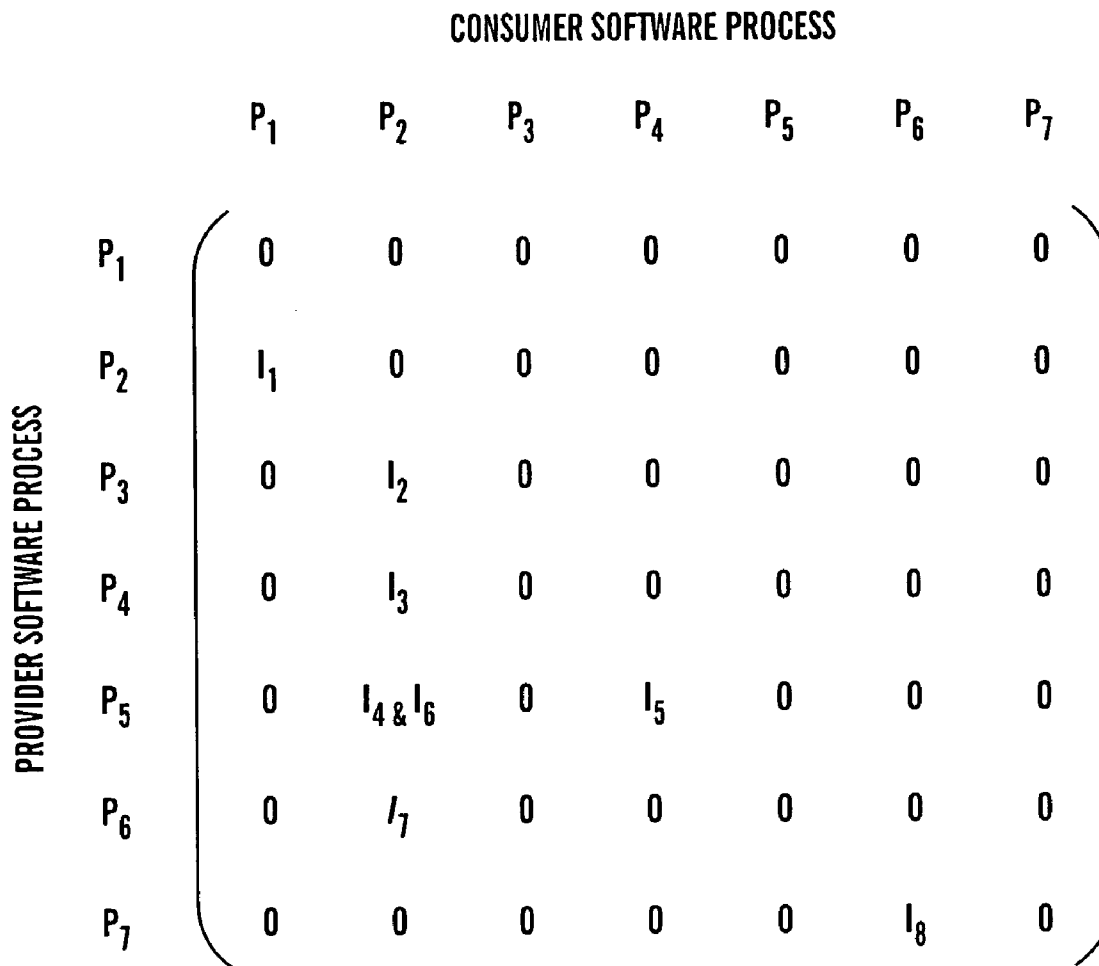 CONSUMER SOFTWARE PROCESS
P1 P2 P3 P4 P5 P6 P7
PROVIDER SOFTWARE PROCESS
P1 0 0 0 0 0 0 0
P2 I1 0 0 0 0 0 0
P3 0 I2 0 0 0 0 0
P4 0 I3 0 0 0 0 0
P5 0 I4 & I6 0 I5 0 0 0
P6 0 I7 0 0 0 0 0
P7 0 0 0 0 0 I8 0